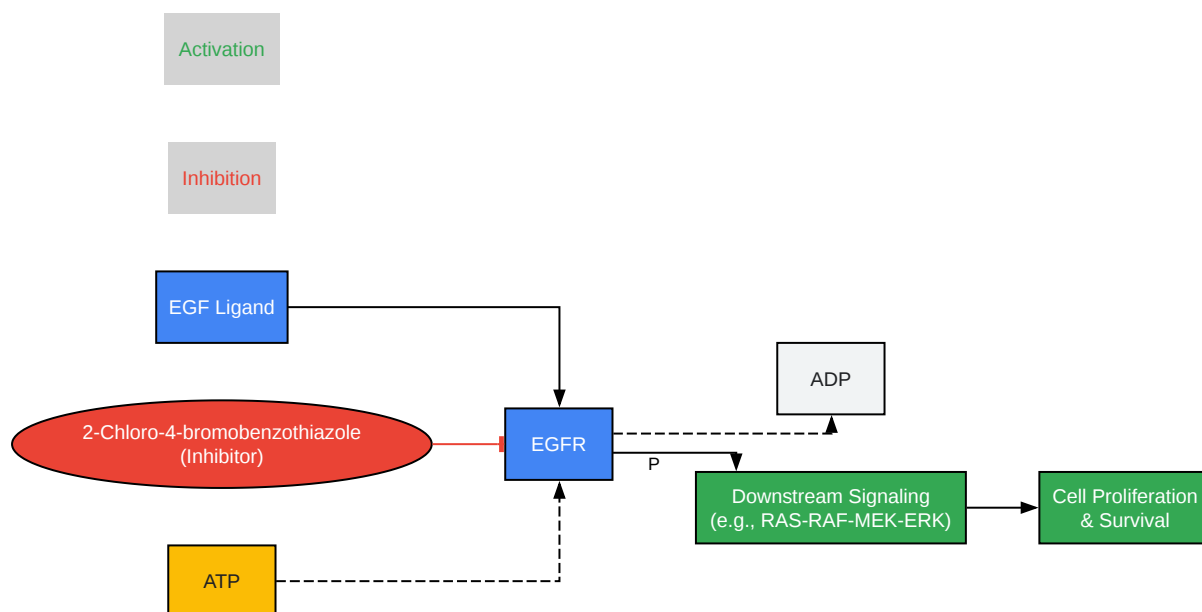 Activation
Inhibition
EGF Ligand
ADP
2-Chloro-4-bromobenzothiazole
(Inhibitor)
EGFR
P
Downstream Signaling
(e.g., RAS-RAF-MEK-ERK)
Cell Proliferation
& Survival
ATP